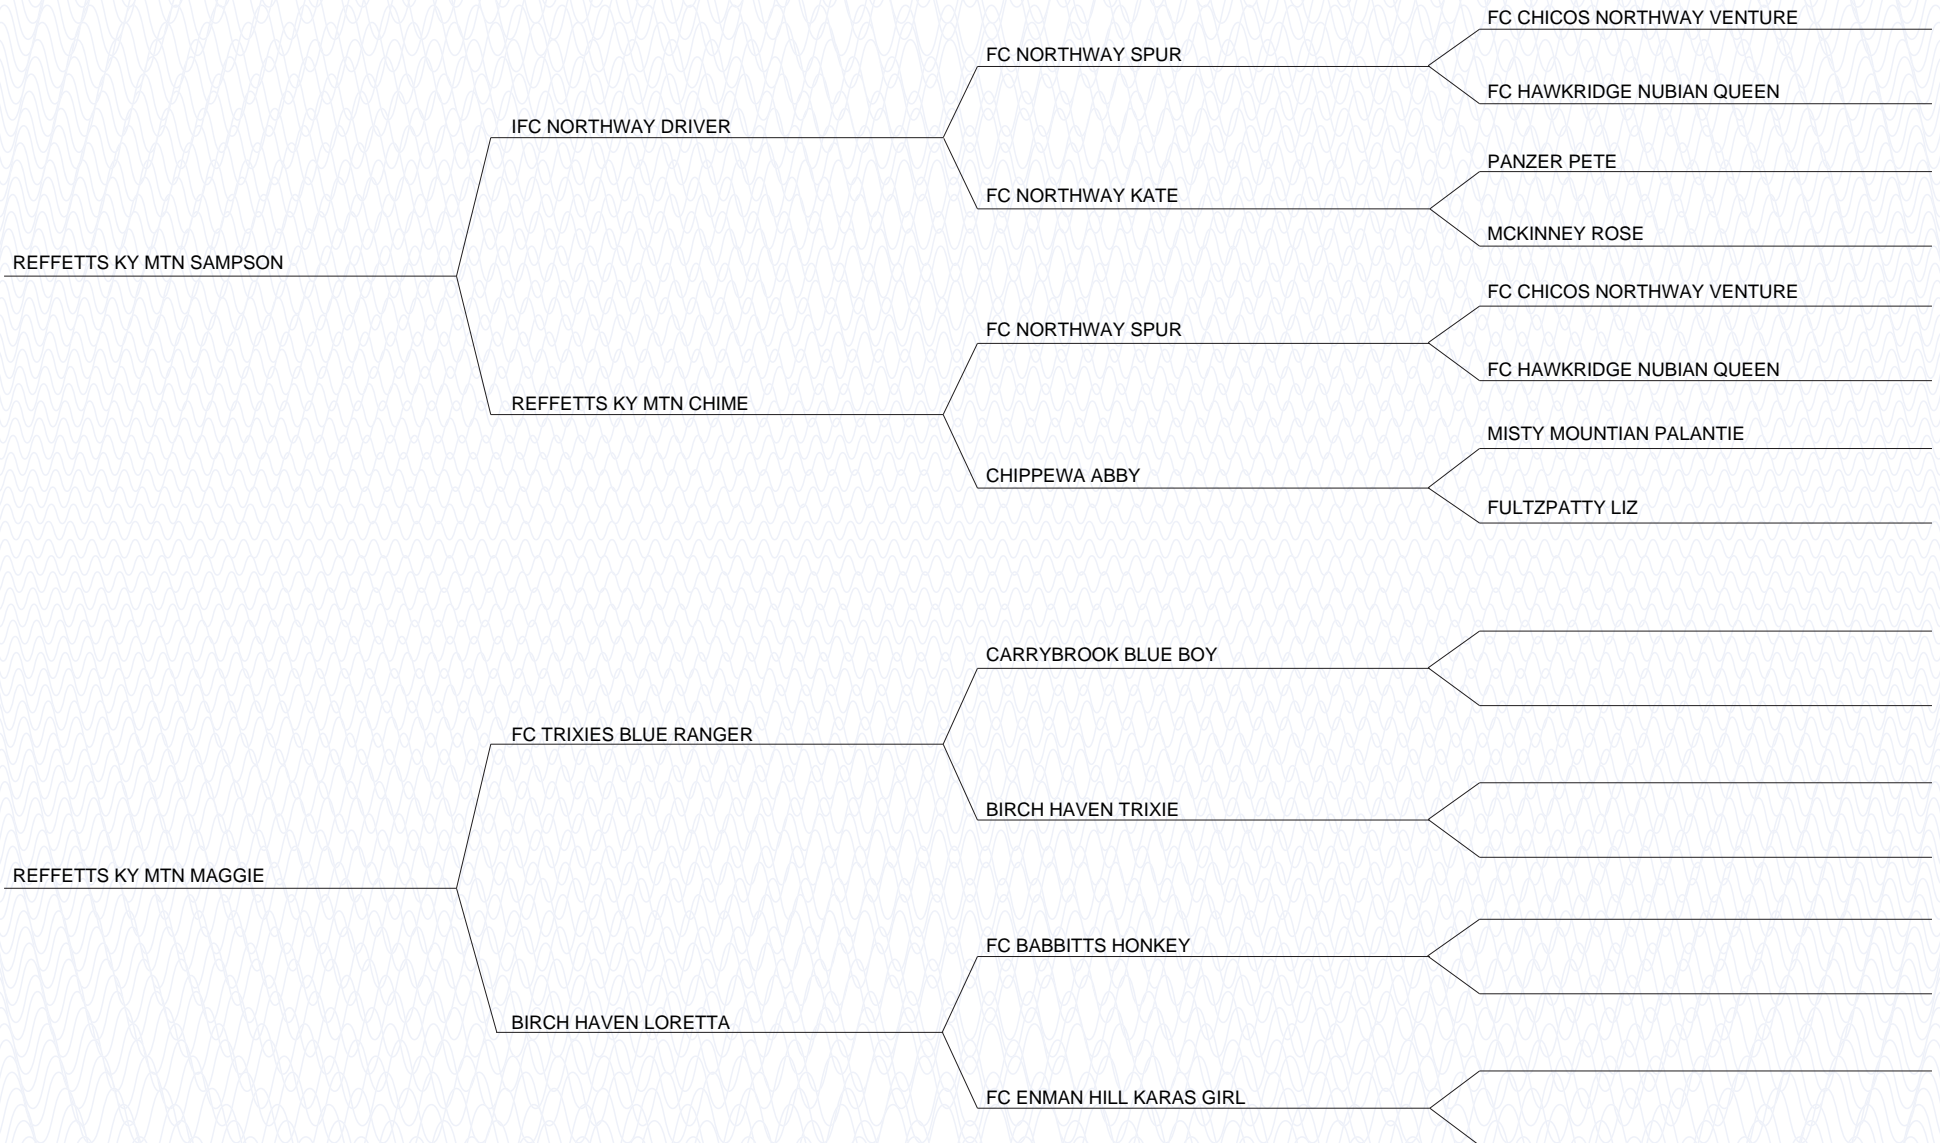 FC CHICOS NORTHWAY VENTURE
FC NORTHWAY SPUR
FC HAWKRIDGE NUBIAN QUEEN
IFC NORTHWAY DRIVER
PANZER PETE
FC NORTHWAY KATE
MCKINNEY ROSE
REFFETTS KY MTN SAMPSON
FC CHICOS NORTHWAY VENTURE
FC NORTHWAY SPUR
FC HAWKRIDGE NUBIAN QUEEN
REFFETTS KY MTN CHIME
MISTY MOUNTIAN PALANTIE
CHIPPEWA ABBY
FULTZPATTY LIZ
CARRYBROOK BLUE BOY
FC TRIXIES BLUE RANGER
BIRCH HAVEN TRIXIE
REFFETTS KY MTN MAGGIE
FC BABBITTS HONKEY
BIRCH HAVEN LORETTA
FC ENMAN HILL KARAS GIRL